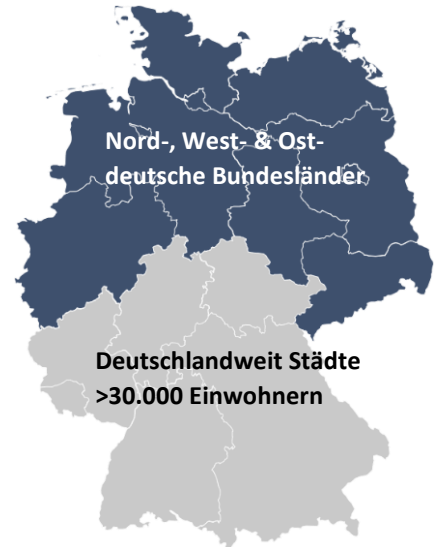 Nord-, West- & Ost-
deutsche Bundesländer
Deutschlandweit Städte
>30.000 Einwohnern